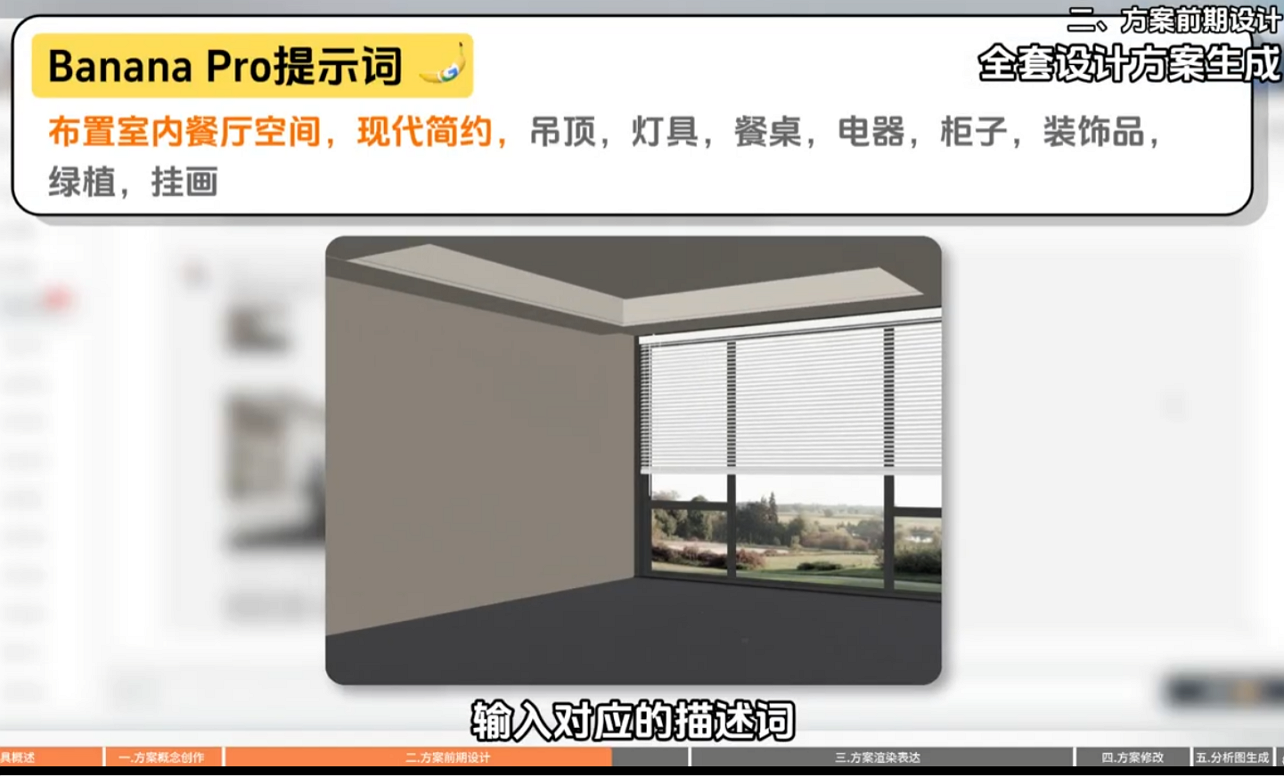 二、方案前期设计
全套设计方案生成
Banana Pro提示词
布置室内餐厅空间，现代简约，吊顶，灯具，餐桌，电器，柜子，装饰品，
绿植，挂画
输入对应的描述词
具概述
一.方案概念创作
二.方案前期设计
三.方案渲染表达
四.方案修改
五.分析图生成